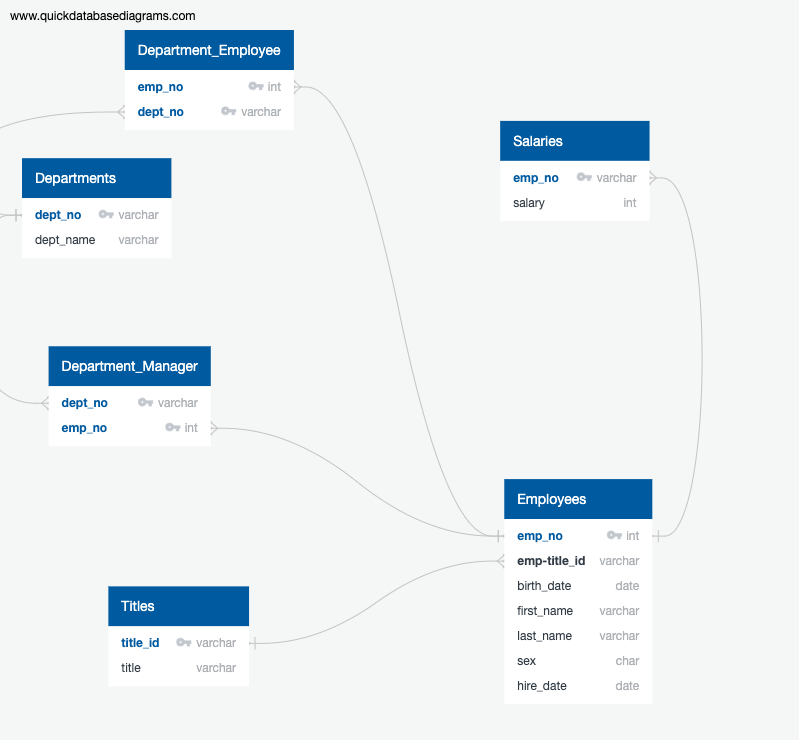 www.quickdatabasediagrams.com
Department_Employee
emp_no int
dept_no varchar
Salaries
emp_no varchar
salary int
Departments
dept_no varchar
dept_name varchar
Department_Manager
dept_no varchar
emp_no int
Employees
emp_no int
emp-title_id varchar
birth_date date
first_name varchar
last_name varchar
sex char
hire_date date
Titles
title_id varchar
title varchar